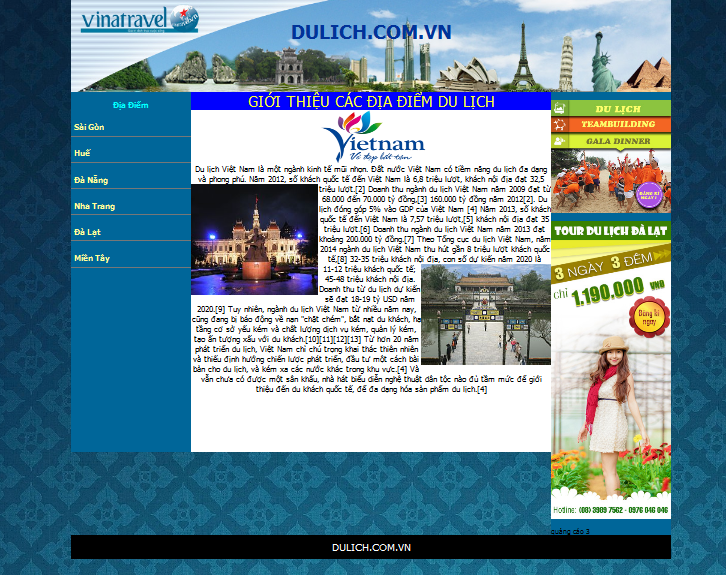 vinatravel
DULICH.COM.VN
Địa Điểm
Sài Gòn
Huế
Đà Nẵng
Nha Trang
Đà Lạt
Miền Tây
GIỚI THIỆU CÁC ĐỊA ĐIỂM DU LỊCH
Vietnam
Vẻ đẹp bất tận
Du lịch Việt Nam là một ngành kinh tế mũi nhọn. Đất nước Việt Nam có tiềm năng du lịch đa dạng
và phong phú. Năm 2012, số khách quốc tế đến Việt Nam là 6,8 triệu lượt, khách nội địa đạt 32,5
triệu lượt.[2] Doanh thu ngành du lịch Việt Nam năm 2009 đạt từ
68.000 đến 70.000 tỷ đồng,[3] 160.000 tỷ đồng năm 2012[2]. Du
lịch đóng góp 5% vào GDP của Việt Nam [4] Năm 2013, số khách
quốc tế đến Việt Nam là 7,57 triệu lượt,[5] khách nội địa đạt 35
triệu lượt.[6] Doanh thu ngành du lịch Việt Nam năm 2013 đạt
khoảng 200.000 tỷ đồng.[7] Theo Tổng cục du lịch Việt Nam, năm
2014 ngành du lịch Việt Nam thu hút gần 8 triệu lượt khách quốc
tế,[8] 32-35 triệu khách nội địa, con số dự kiến năm 2020 là
11-12 triệu khách quốc tế;
45-48 triệu khách nội địa.
Doanh thu từ du lịch dự kiến
sẽ đạt 18-19 tỷ USD năm
2020.[9] Tuy nhiên, ngành du lịch Việt Nam từ nhiều năm nay,
cũng đang bị báo động về nạn "chặt chém", bắt nạt du khách, hạ
tầng cơ sở yếu kém và chất lượng dịch vụ kém, quản lý kém,
tạo ấn tượng xấu với du khách.[10][11][12][13] Từ hơn 20 năm
phát triển du lịch, Việt Nam chỉ chú trọng khai thác thiên nhiên
và thiếu định hướng chiến lược phát triển, đầu tư một cách bài
bản cho du lịch, và kém xa các nước khác trong khu vực.[4] Và
vẫn chưa có được một sân khấu, nhà hát biểu diễn nghệ thuật dân tộc nào đủ tầm mức để giới
thiệu đến du khách quốc tế, để đa dạng hóa sản phẩm du lịch.[4]
DU LỊCH
TEAMBUILDING
GALA DINNER
ĐĂNG KÍ
NGAY !
TOUR DU LỊCH ĐÀ LẠT
3 NGÀY 3 ĐÊM
chỉ 1.190.000 VNĐ
Đăng kí
ngay
Hotline: (08) 3989 7562 - 0976 046 046
quảng cáo 3
DULICH.COM.VN